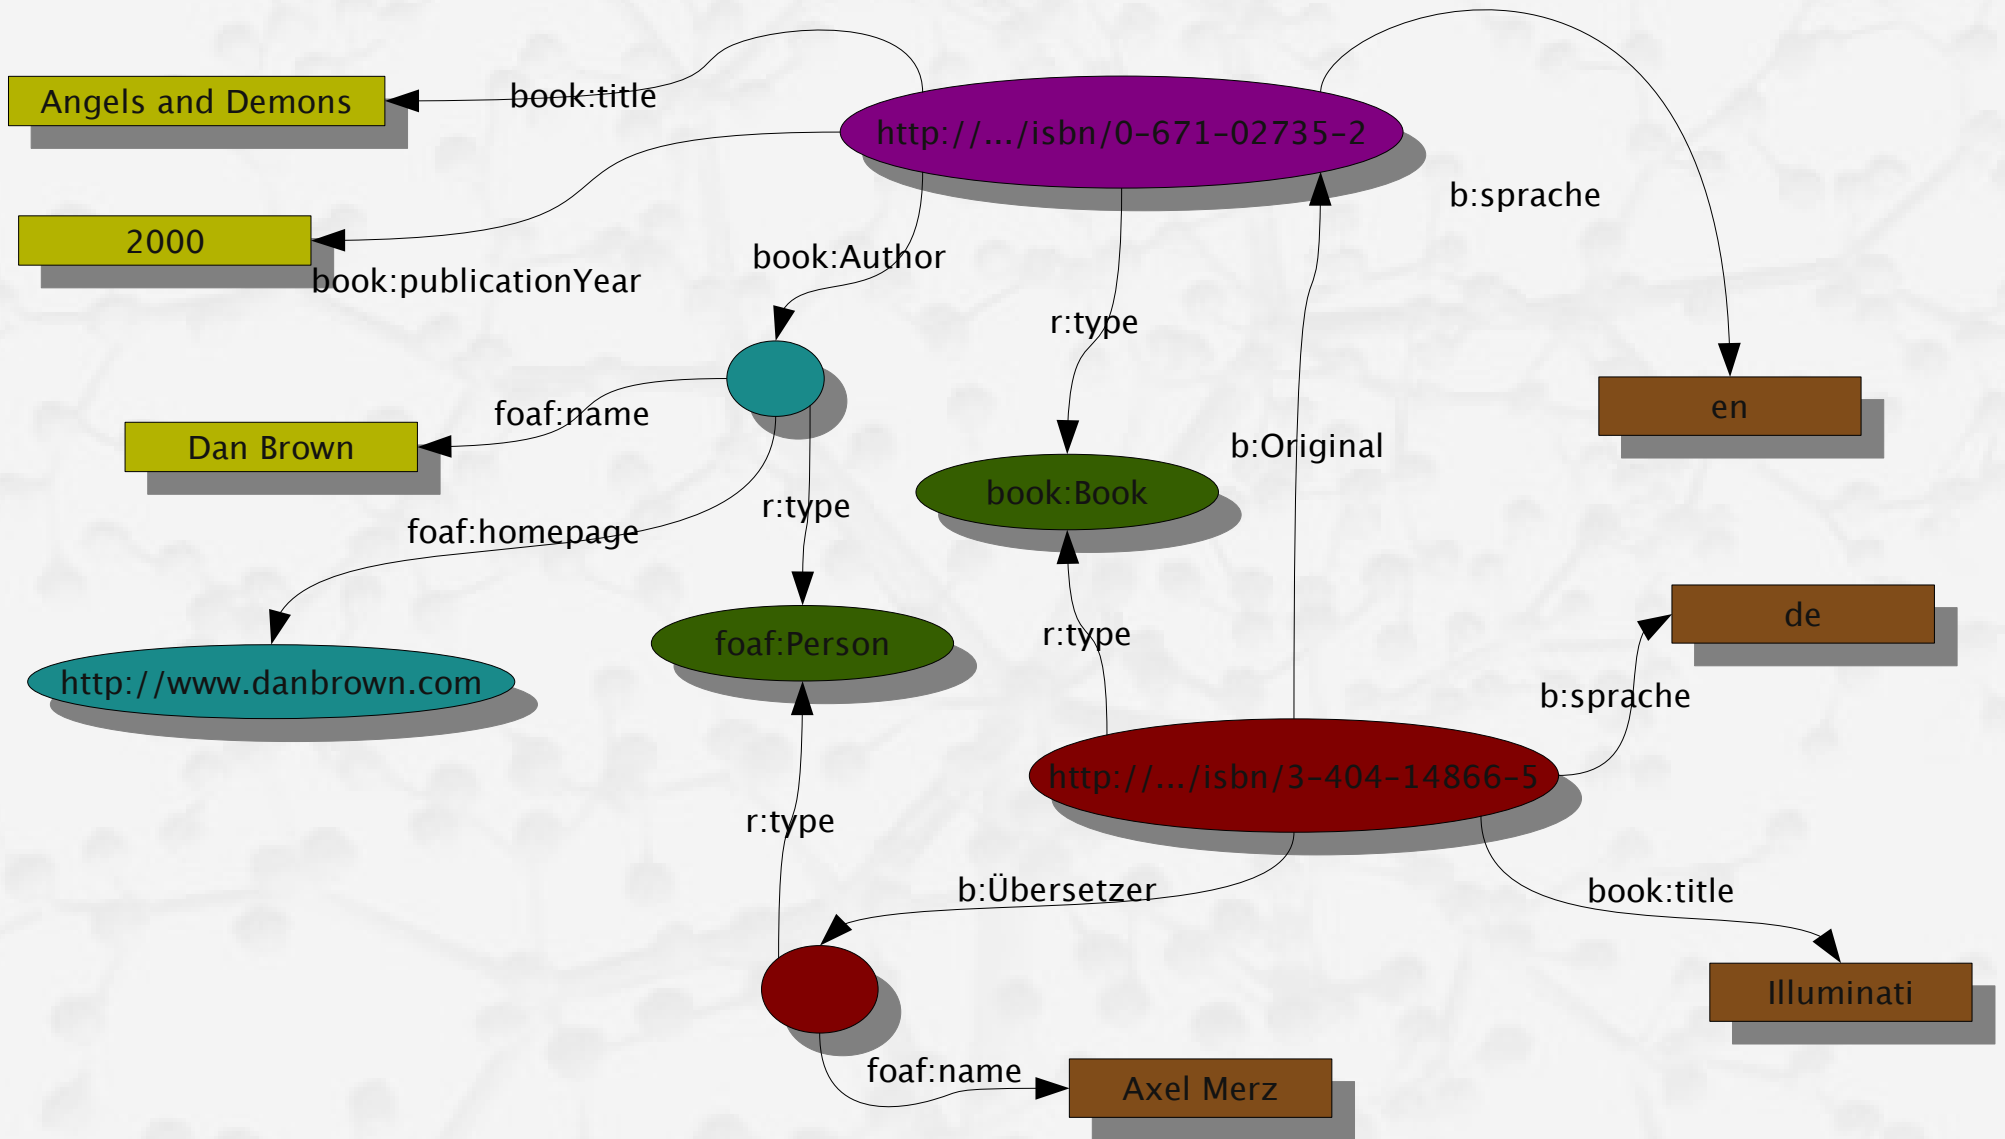 book:title
Angels and Demons
http://.../isbn/0-671-02735-2
b:sprache
2000
book:Author
book:publicationYear
r:type
en
foaf:name
Dan Brown
b:Original
book:Book
r:type
foaf:homepage
de
r:type
foaf:Person
http://www.danbrown.com
b:sprache
http://.../isbn/3-404-14866-5
r:type
b:Übersetzer
book:title
Illuminati
foaf:name
Axel Merz